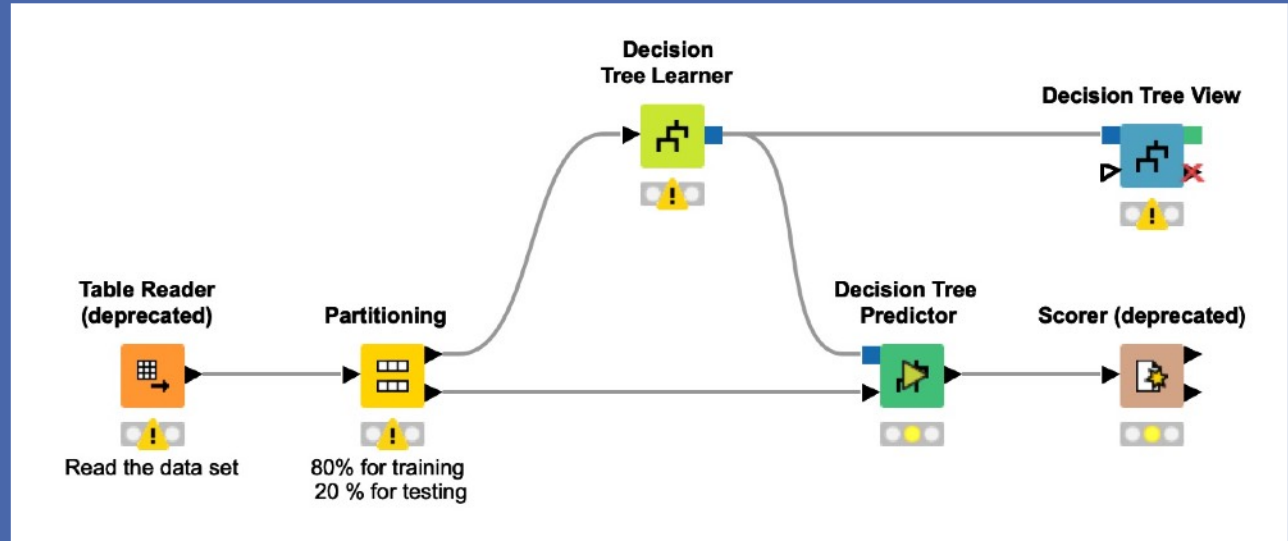 Decision
Tree Learner
Decision Tree View
Table Reader
(deprecated)
Partitioning
Decision Tree
Predictor
Scorer (deprecated)
Read the data set
80% for training
20 % for testing